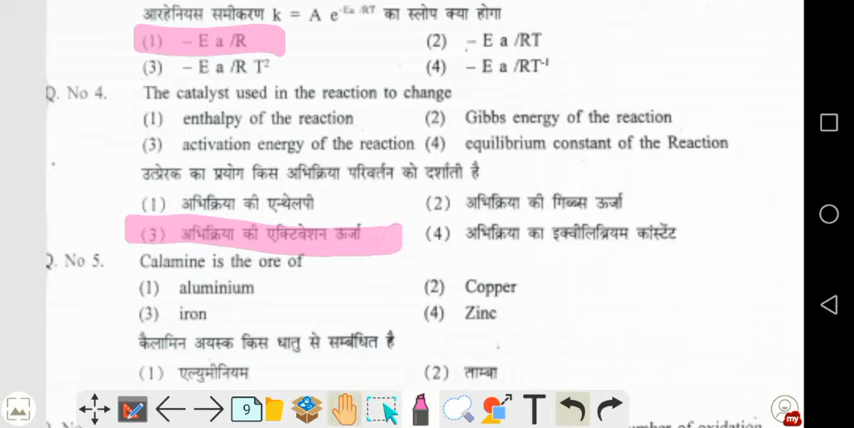 आरहेनियस समीकरण k = A e-Ea /RT का स्लोप क्या होगा
(1) – E a /R (2) – E a /RT
(3) – E a /R T² (4) – E a /RT-1
Q. No 4. The catalyst used in the reaction to change
(1) enthalpy of the reaction (2) Gibbs energy of the reaction
(3) activation energy of the reaction (4) equilibrium constant of the Reaction
उत्प्रेरक का प्रयोग किस अभिक्रिया परिवर्तन को दर्शाती है
(1) अभिक्रिया की एन्थेलपी (2) अभिक्रिया की गिब्बस ऊर्जा
(3) अभिक्रिया की एक्टिवेशन ऊर्जा (4) अभिक्रिया का इक्वीलिब्रियम कांस्टेंट
Q. No 5. Calamine is the ore of
(1) aluminium (2) Copper
(3) iron (4) Zinc
कैलामिन अयस्क किस धातु से सम्बंधित है
(1) एल्युमीनियम (2) ताम्बा
9 T my
of oxidation